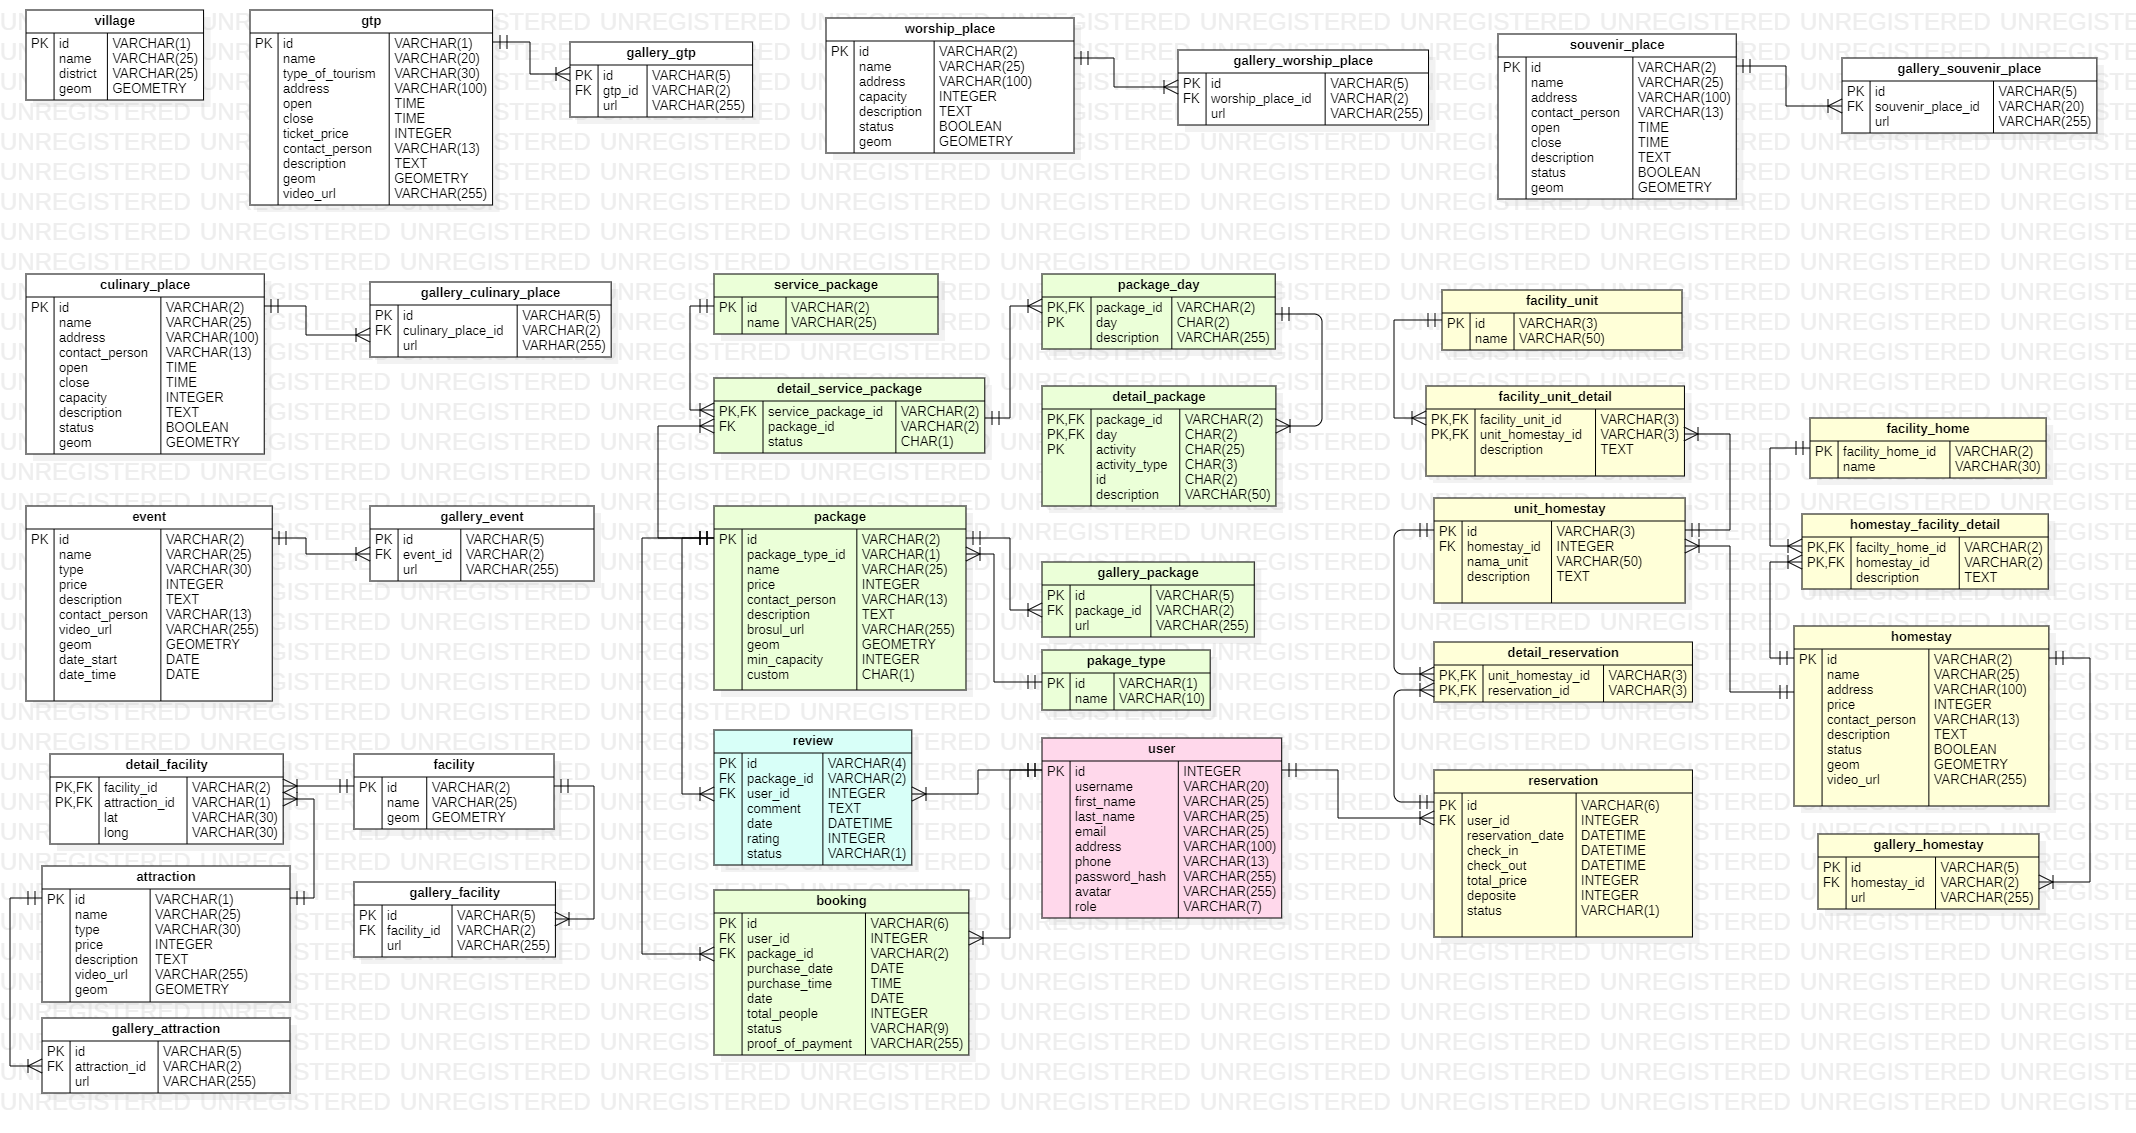 village
PK id VARCHAR(1)
name VARCHAR(25)
district VARCHAR(25)
geom GEOMETRY
gtp
PK id VARCHAR(1)
name VARCHAR(20)
type_of_tourism VARCHAR(30)
address VARCHAR(100)
open TIME
close TIME
ticket_price INTEGER
contact_person VARCHAR(13)
description TEXT
geom GEOMETRY
video_url VARCHAR(255)
gallery_gtp
PK id VARCHAR(5)
FK gtp_id VARCHAR(2)
url VARCHAR(255)
worship_place
PK id VARCHAR(2)
name VARCHAR(25)
address VARCHAR(100)
capacity INTEGER
description TEXT
status BOOLEAN
geom GEOMETRY
gallery_worship_place
PK id VARCHAR(5)
FK worship_place_id VARCHAR(2)
url VARCHAR(255)
souvenir_place
PK id VARCHAR(2)
name VARCHAR(25)
address VARCHAR(100)
contact_person VARCHAR(13)
open TIME
close TIME
description TEXT
status BOOLEAN
geom GEOMETRY
gallery_souvenir_place
PK id VARCHAR(5)
FK souvenir_place_id VARCHAR(20)
url VARCHAR(255)
culinary_place
PK id VARCHAR(2)
name VARCHAR(25)
address VARCHAR(100)
contact_person VARCHAR(13)
open TIME
close TIME
capacity INTEGER
description TEXT
status BOOLEAN
geom GEOMETRY
gallery_culinary_place
PK id VARCHAR(5)
FK culinary_place_id VARCHAR(2)
url VARHAR(255)
service_package
PK id VARCHAR(2)
name VARCHAR(25)
package_day
PK,FK package_id VARCHAR(2)
PK day CHAR(2)
description VARCHAR(255)
facility_unit
PK id VARCHAR(3)
name VARCHAR(50)
detail_service_package
PK,FK service_package_id VARCHAR(2)
FK package_id VARCHAR(2)
status CHAR(1)
detail_package
PK,FK package_id VARCHAR(2)
PK,FK day CHAR(2)
PK activity CHAR(25)
activity_type CHAR(3)
id CHAR(2)
description VARCHAR(50)
facility_unit_detail
PK,FK facility_unit_id VARCHAR(3)
PK,FK unit_homestay_id VARCHAR(3)
description TEXT
facility_home
PK facility_home_id VARCHAR(2)
name VARCHAR(30)
event
PK id VARCHAR(2)
name VARCHAR(25)
type VARCHAR(30)
price INTEGER
description TEXT
contact_person VARCHAR(13)
video_url VARCHAR(255)
geom GEOMETRY
date_start DATE
date_time DATE
gallery_event
PK id VARCHAR(5)
FK event_id VARCHAR(2)
url VARCHAR(255)
package
PK id VARCHAR(2)
package_type_id VARCHAR(1)
name VARCHAR(25)
price INTEGER
contact_person VARCHAR(13)
description TEXT
brosul_url VARCHAR(255)
geom GEOMETRY
min_capacity INTEGER
custom CHAR(1)
gallery_package
PK id VARCHAR(5)
FK package_id VARCHAR(2)
url VARCHAR(255)
pakage_type
PK id VARCHAR(1)
name VARCHAR(10)
unit_homestay
PK id VARCHAR(3)
FK homestay_id INTEGER
nama_unit VARCHAR(50)
description TEXT
homestay_facility_detail
PK,FK facilty_home_id VARCHAR(2)
PK,FK homestay_id VARCHAR(2)
description TEXT
detail_reservation
PK,FK unit_homestay_id VARCHAR(3)
PK,FK reservation_id VARCHAR(3)
homestay
PK id VARCHAR(2)
name VARCHAR(25)
address VARCHAR(100)
price INTEGER
contact_person VARCHAR(13)
description TEXT
status BOOLEAN
geom GEOMETRY
video_url VARCHAR(255)
detail_facility
PK,FK facility_id VARCHAR(2)
PK,FK attraction_id VARCHAR(1)
lat VARCHAR(30)
long VARCHAR(30)
facility
PK id VARCHAR(2)
name VARCHAR(25)
geom GEOMETRY
review
PK id VARCHAR(4)
FK package_id VARCHAR(2)
FK user_id INTEGER
comment TEXT
date DATETIME
rating INTEGER
status VARCHAR(1)
user
PK id INTEGER
username VARCHAR(20)
first_name VARCHAR(25)
last_name VARCHAR(25)
email VARCHAR(25)
address VARCHAR(100)
phone VARCHAR(13)
password_hash VARCHAR(255)
avatar VARCHAR(255)
role VARCHAR(7)
reservation
PK id VARCHAR(6)
FK user_id INTEGER
reservation_date DATETIME
check_in DATETIME
check_out DATETIME
total_price INTEGER
deposite INTEGER
status VARCHAR(1)
gallery_homestay
PK id VARCHAR(5)
FK homestay_id VARCHAR(2)
url VARCHAR(255)
attraction
PK id VARCHAR(1)
name VARCHAR(25)
type VARCHAR(30)
price INTEGER
description TEXT
video_url VARCHAR(255)
geom GEOMETRY
gallery_facility
PK id VARCHAR(5)
FK facility_id VARCHAR(2)
url VARCHAR(255)
booking
PK id VARCHAR(6)
FK user_id INTEGER
FK package_id VARCHAR(2)
purchase_date DATE
purchase_time TIME
date DATE
total_people INTEGER
status VARCHAR(9)
proof_of_payment VARCHAR(255)
gallery_attraction
PK id VARCHAR(5)
FK attraction_id VARCHAR(2)
url VARCHAR(255)
UNREGISTERED